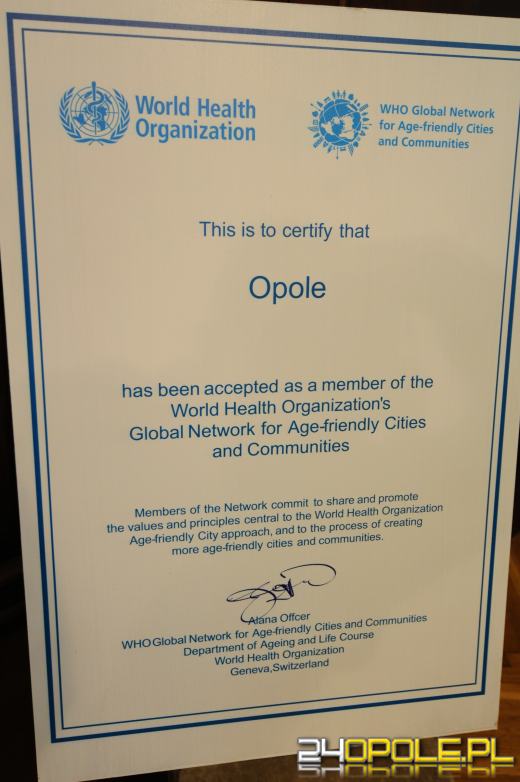 World Health
Organization
WHO Global Network
for Age-friendly Cities
and Communities
This is to certify that
Opole
has been accepted as a member of the
World Health Organization's
Global Network for Age-friendly Cities
and Communities
Members of the Network commit to share and promote
the values and principles central to the World Health Organization
Age-friendly City approach, and to the process of creating
more age-friendly cities and communities.
Alana Offcer
WHO Global Network for Age-friendly Cities and Communities
Department of Ageing and Life Course
World Health Organization
Geneva,Switzerland
24OPOLE.PL